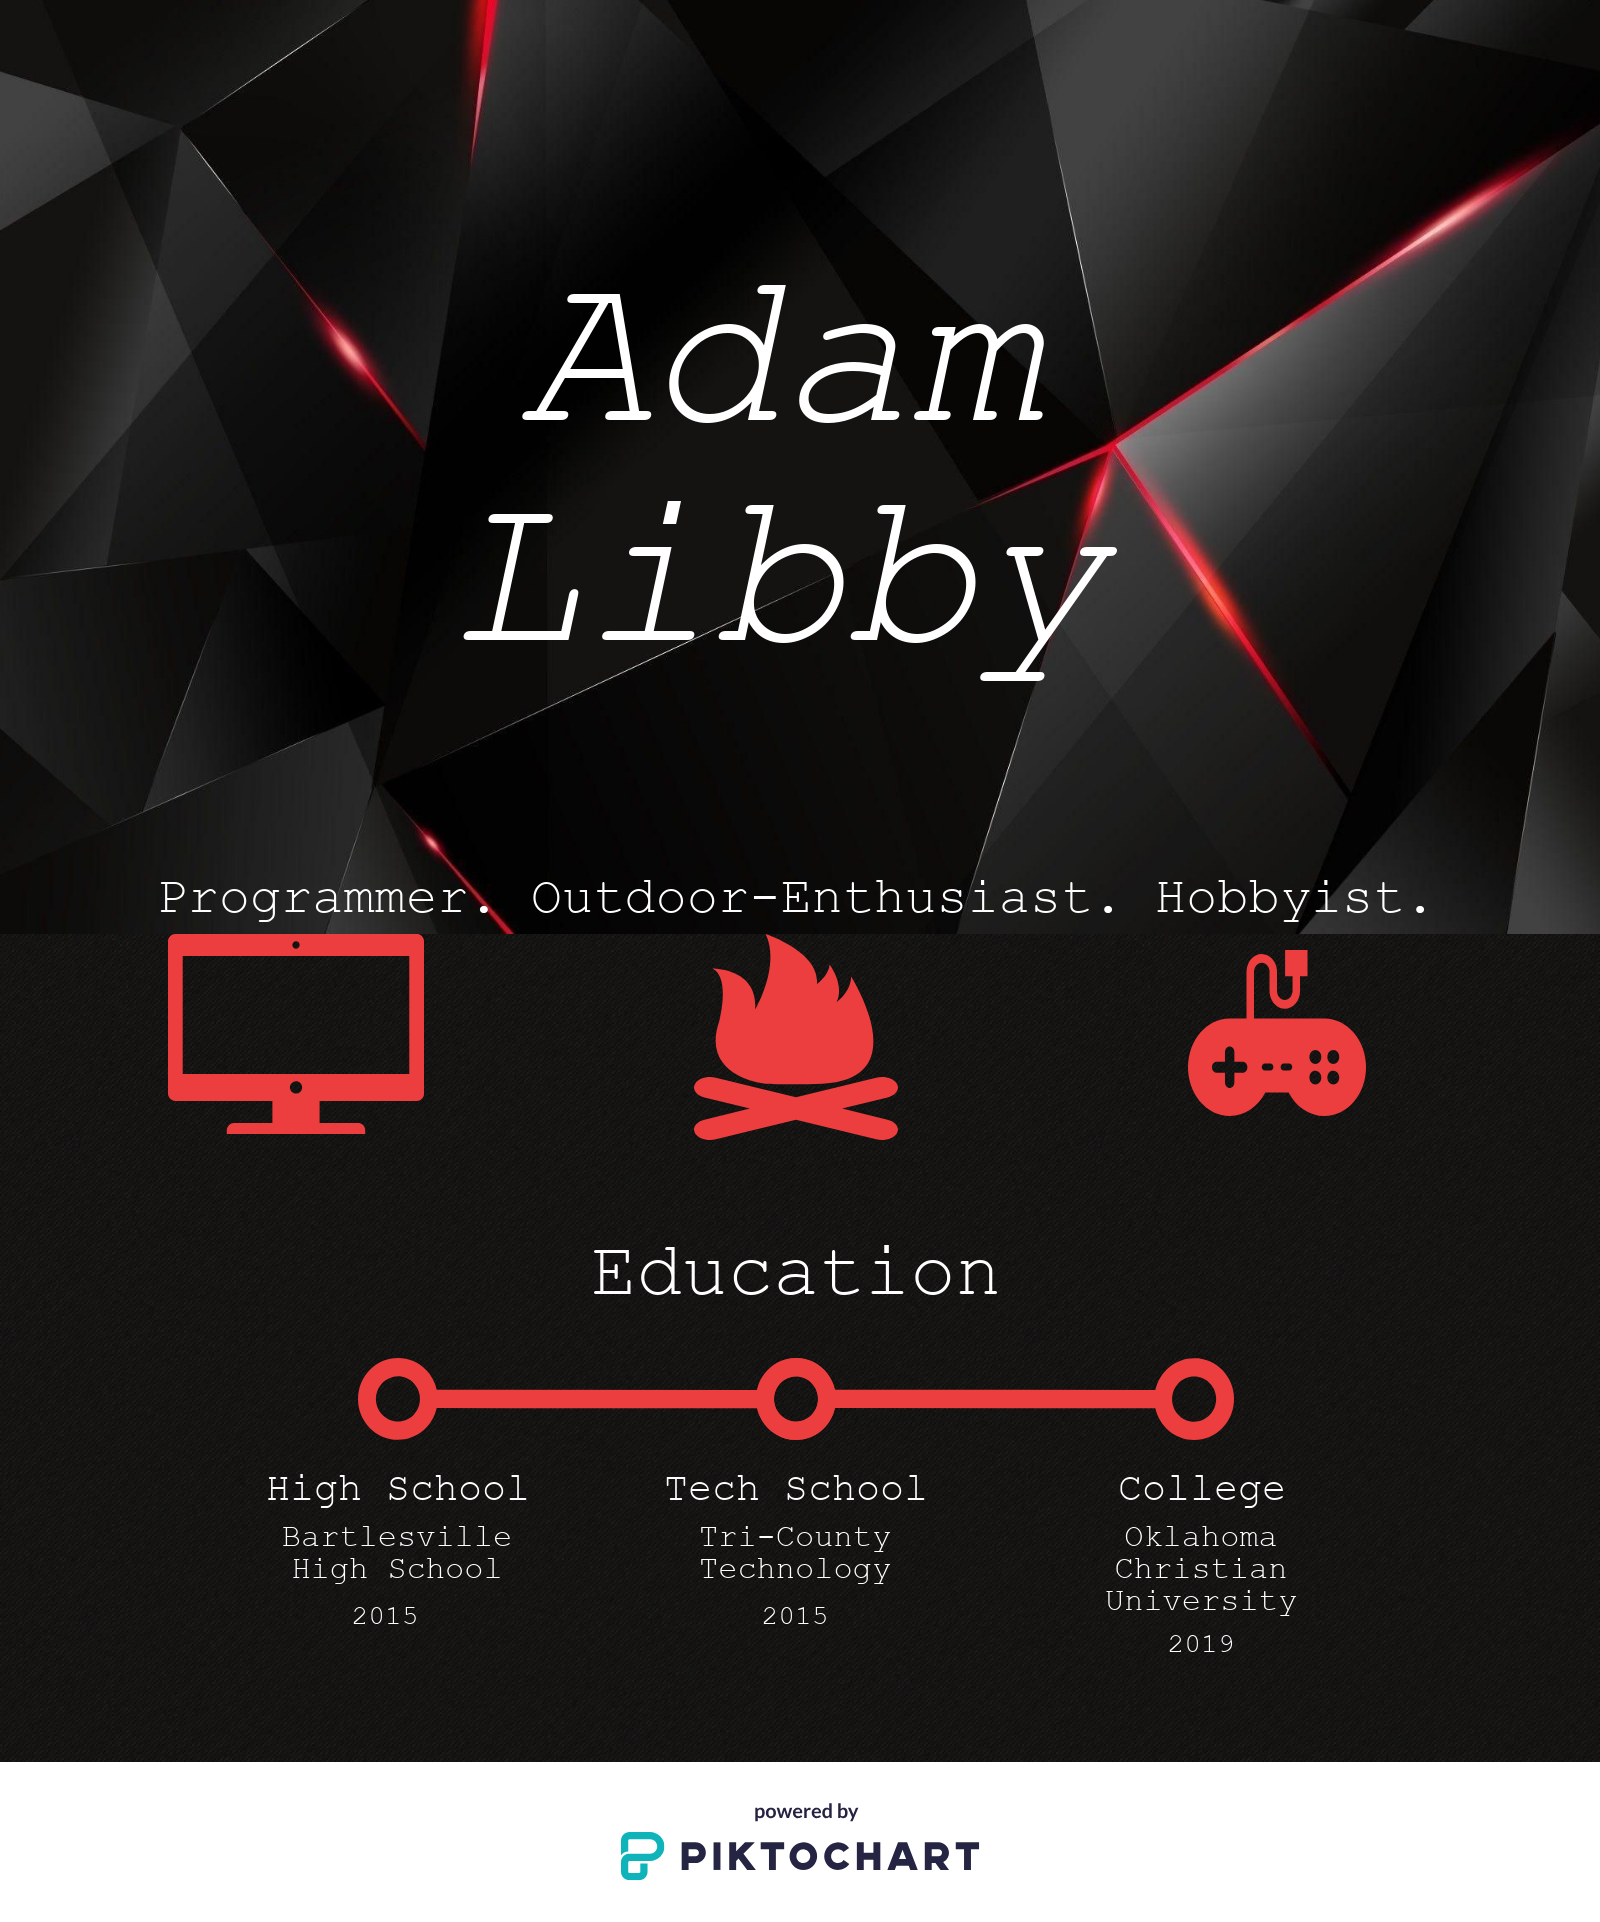 Adam
Libby
Programmer. Outdoor-Enthusiast. Hobbyist.
Education
High School
Bartlesville
High School
2015
Tech School
Tri-County
Technology
2015
College
Oklahoma
Christian
University
2019
powered by
PIKTOCHART